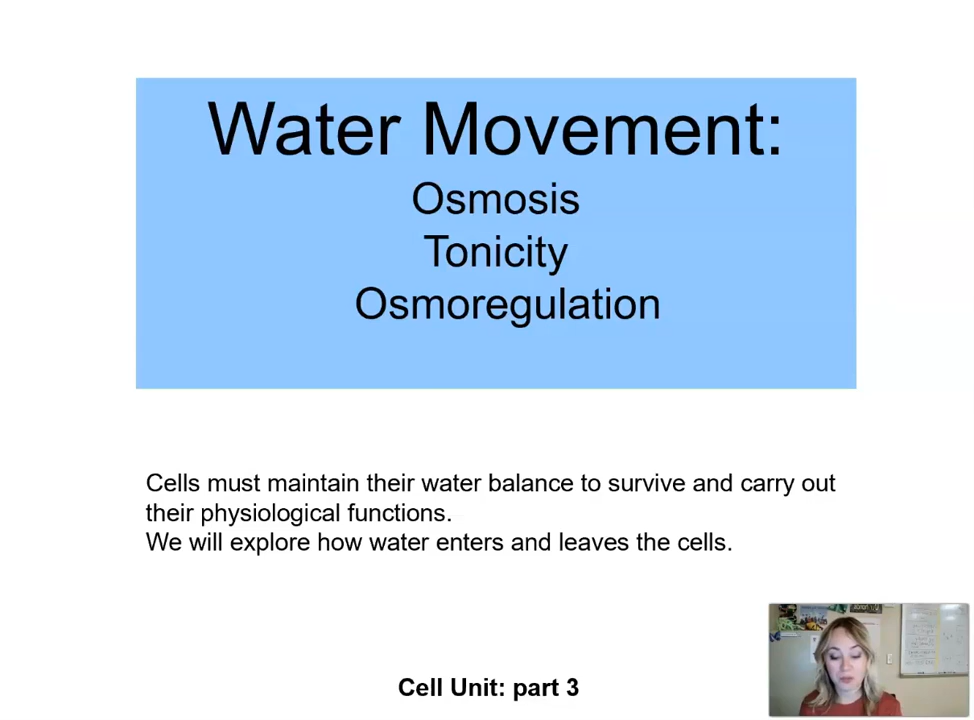 Water Movement:
Osmosis
Tonicity
Osmoregulation
Cells must maintain their water balance to survive and carry out
their physiological functions.
We will explore how water enters and leaves the cells.
Cell Unit: part 3